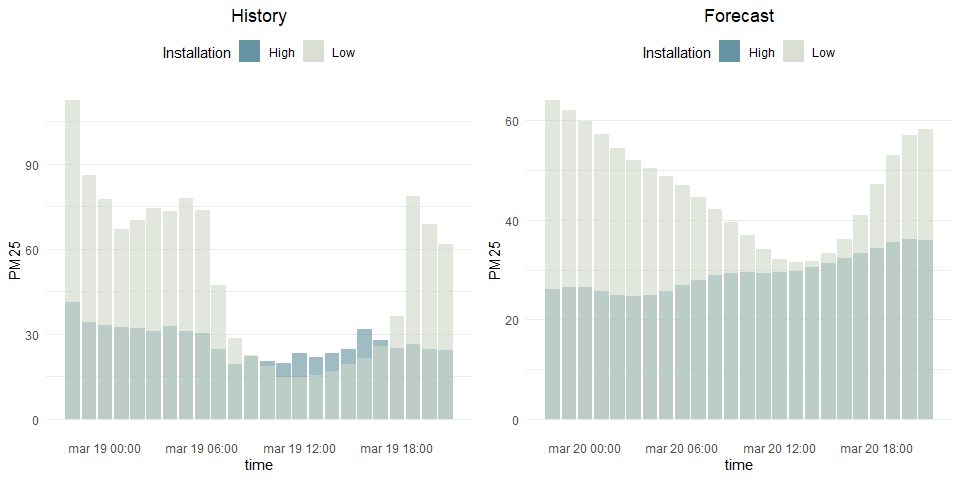 History
Installation High Low
PM 25
90
60
30
0
mar 19 00:00 mar 19 06:00 mar 19 12:00 mar 19 18:00
time
Forecast
Installation High Low
PM 25
60
40
20
0
mar 20 00:00 mar 20 06:00 mar 20 12:00 mar 20 18:00
time